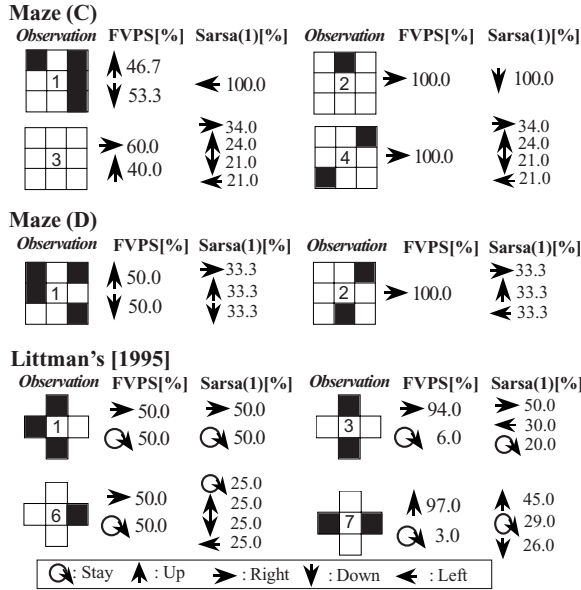 Maze (C)
Observation FVPS[%] Sarsa(1)[%] Observation FVPS[%] Sarsa(1)[%]
1 46.7 53.3 100.0 2 100.0 100.0
3 60.0 40.0 34.0 24.0 21.0 21.0 4 100.0 34.0 24.0 21.0 21.0
Maze (D)
Observation FVPS[%] Sarsa(1)[%] Observation FVPS[%] Sarsa(1)[%]
1 50.0 50.0 33.3 33.3 33.3 2 100.0 33.3 33.3 33.3
Littman's [1995]
Observation FVPS[%] Sarsa(1)[%] Observation FVPS[%] Sarsa(1)[%]
1 50.0 50.0 50.0 50.0 3 94.0 6.0 50.0 30.0 20.0
6 50.0 50.0 25.0 25.0 25.0 25.0 7 97.0 3.0 45.0 29.0 26.0
: Stay : Up : Right : Down : Left